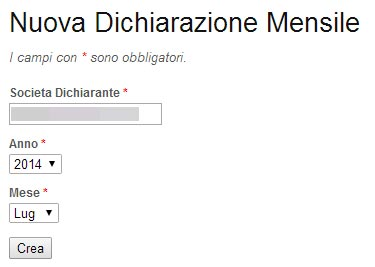 Nuova Dichiarazione Mensile
I campi con * sono obbligatori.
Societa Dichiarante *
Anno *
2014
Mese *
Lug
Crea